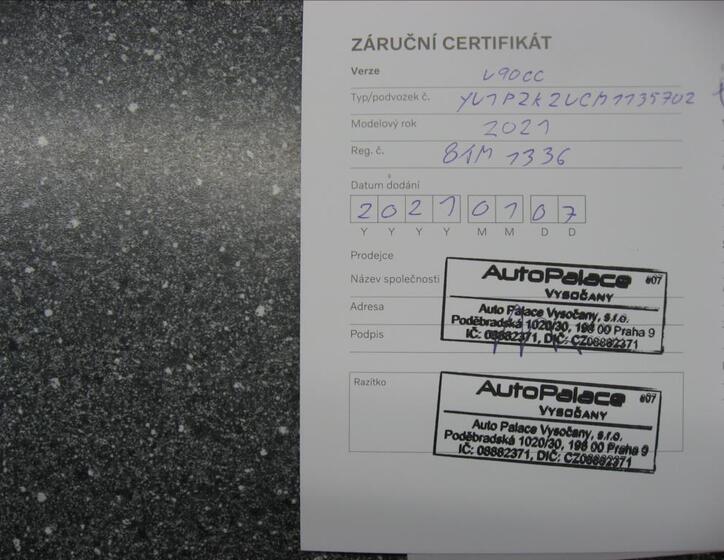 ZÁRUČNÍ CERTIFIKÁT
Verze V90CC
Typ/podvozek č. YV1PZK2VCM1135702
Modelový rok 2021
Reg. č. 8TM 1336
Datum dodání
2 0 2 1 0 1 0 7
Y Y Y Y M M D D
Prodejce
Název společnosti
Adresa
Podpis
AutoPalace 607
VYSOČANY
Auto Palace Vysočany, s.r.o.
Poděbradská 1020/30, 198 00 Praha 9
IČ: 08882371, DIČ: CZ08882371
Razítko
AutoPalace 607
VYSOČANY
Auto Palace Vysočany, s.r.o.
Poděbradská 1020/30, 198 00 Praha 9
IČ: 08882371, DIČ: CZ08882371